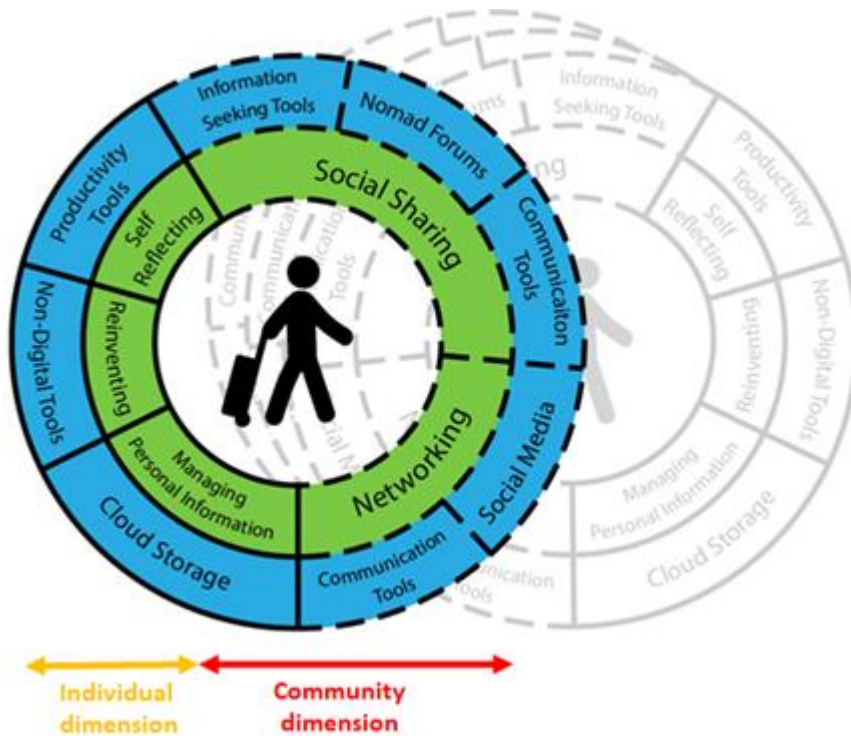 Information
Seeking Tools
Nomad Forums
Communicaiton
Tools
Social Media
Communication
Tools
Cloud Storage
Non-Digital Tools
Productivity
Tools
Social Sharing
Networking
Managing
Personal Information
Reinventing
Self
Reflecting
Information
Seeking Tools
Productivity
Tools
Self
Reflecting
Reinventing
Non-Digital Tools
Managing
Personal Information
Cloud Storage
Individual
dimension
Community
dimension